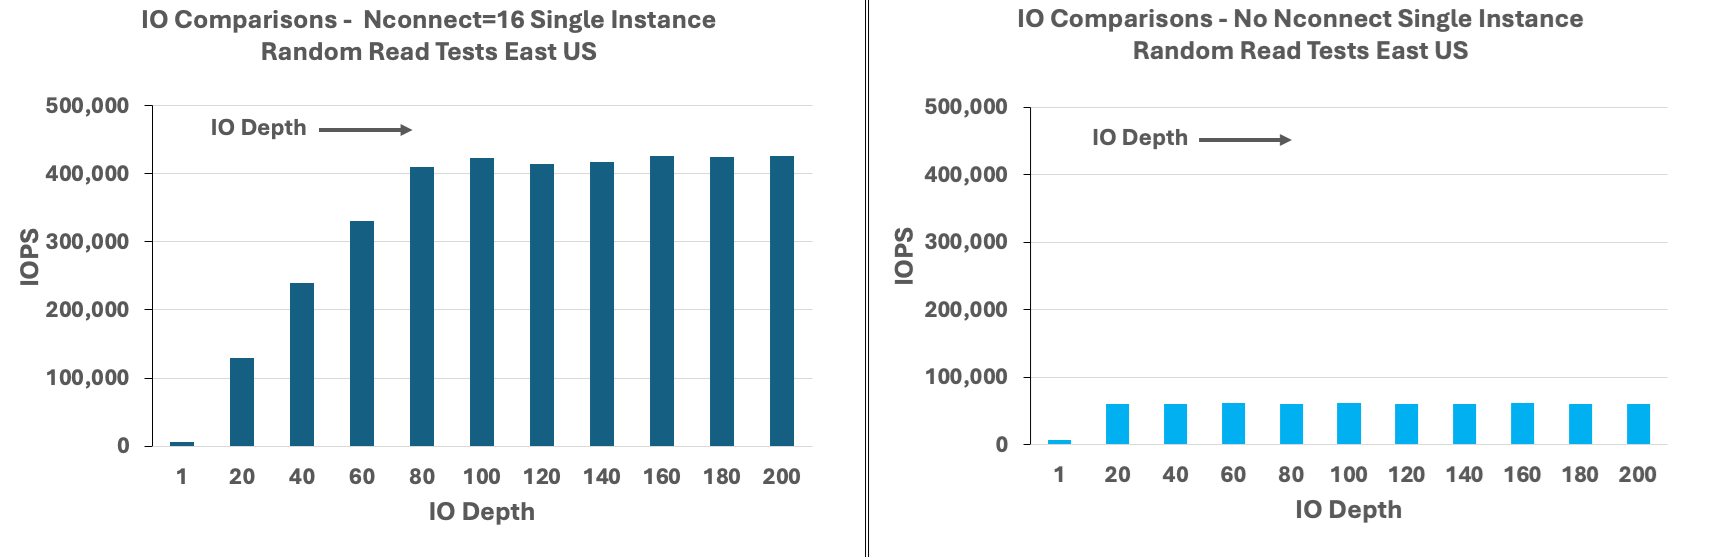 IO Comparisons -  Nconnect=16 Single Instance
Random Read Tests East US
500,000
400,000
300,000
200,000
100,000
0
IOPS
IO Depth
1 20 40 60 80 100 120 140 160 180 200
IO Depth
IO Comparisons - No Nconnect Single Instance
Random Read Tests East US
500,000
400,000
300,000
200,000
100,000
0
IOPS
IO Depth
1 20 40 60 80 100 120 140 160 180 200
IO Depth